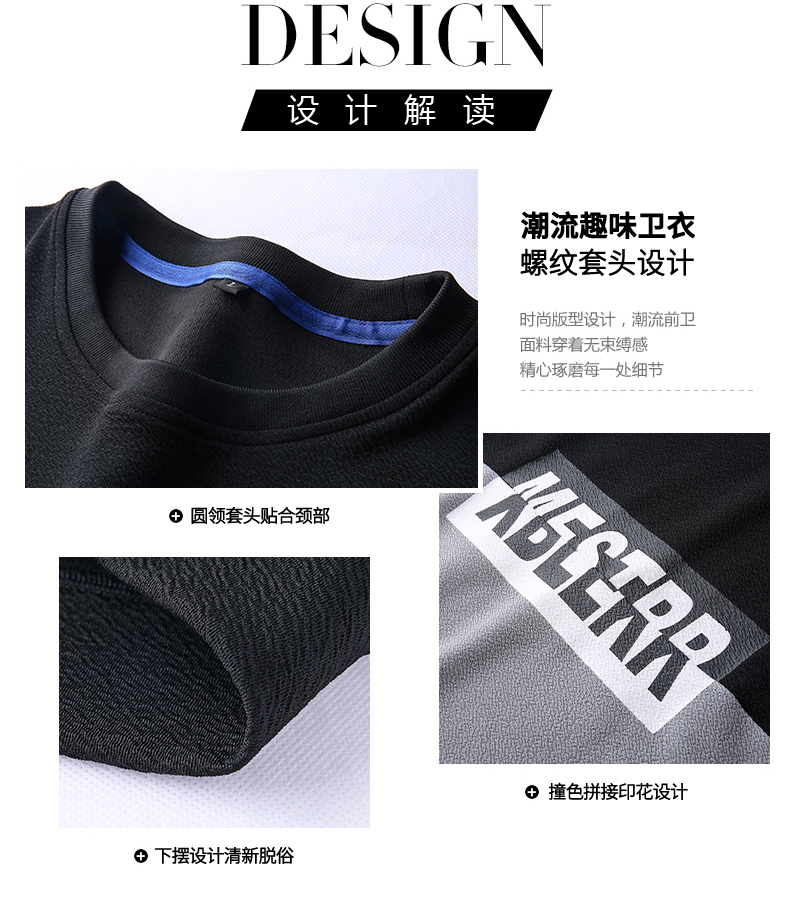 DESIGN
设计解读
潮流趣味卫衣
螺纹套头设计
时尚版型设计，潮流前卫
面料穿着无束缚感
精心琢磨每一处细节
L
圆领套头贴合颈部
撞色拼接印花设计
下摆设计清新脱俗